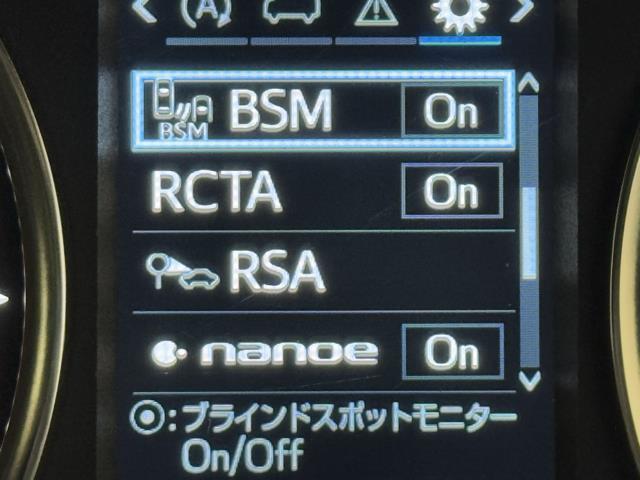 (A)
BSM BSM On
RCTA On
RSA
nanoe On
⦿:ブラインドスポットモニター
On/Off